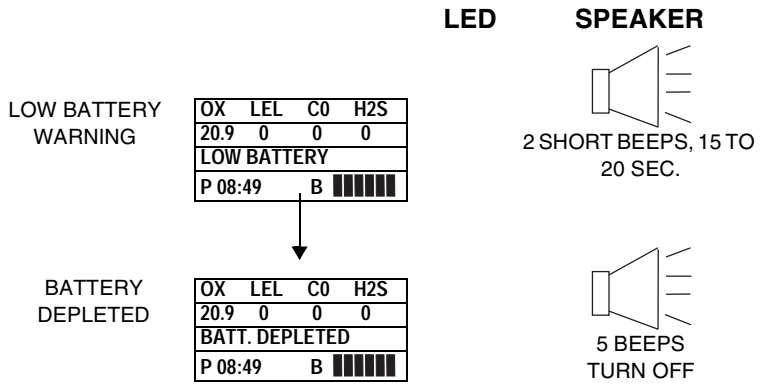 LED SPEAKER
LOW BATTERY
WARNING
OX LEL C0 H2S
20.9 0 0 0
LOW BATTERY
P 08:49 B
2 SHORT BEEPS, 15 TO
20 SEC.
BATTERY
DEPLETED
OX LEL C0 H2S
20.9 0 0 0
BATT. DEPLETED
P 08:49 B
5 BEEPS
TURN OFF